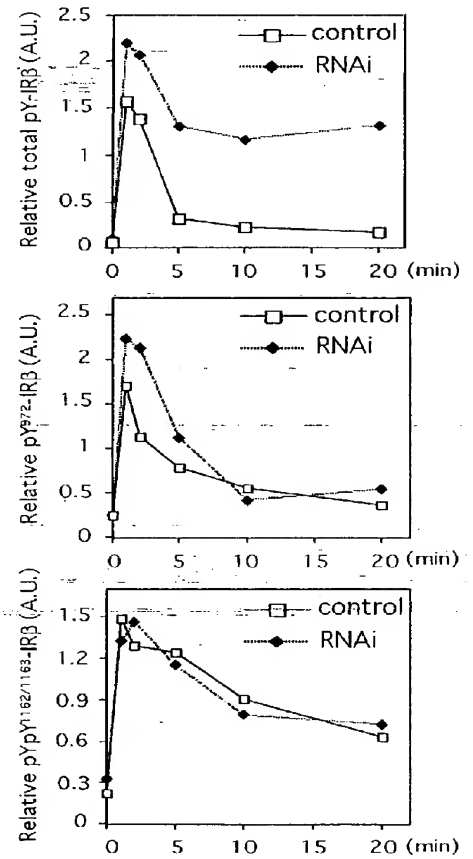 Relative total pY-IRβ (A.U.)
2.5
2
1.5
1
0.5
0
control
RNAi
0 5 10 15 20 (min)
Relative pY972-IRβ (A.U.)
2.5
2
1.5
1
0.5
0
control
RNAi
0 5 10 15 20 (min)
Relative pYpY1162/1163-IRβ (A.U.)
1.5
1.2
0.9
0.6
0.3
0
control
RNAi
0 5 10 15 20 (min)